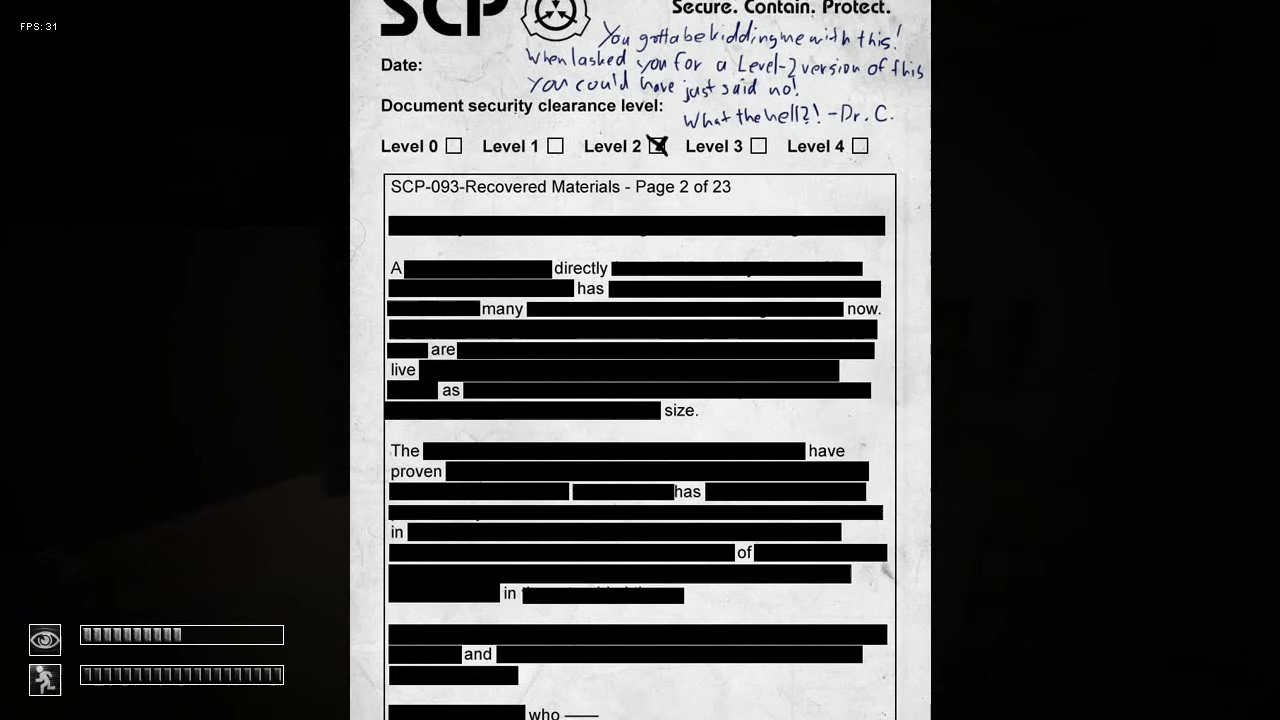 FPS: 31
SCP
Secure. Contain. Protect.
You gotta be kidding me with this!
When I asked you for a Level-2 version of this
you could have just said no!
What the hell?! -Dr. C.
Date:
Document security clearance level:
Level 0 Level 1 Level 2 Level 3 Level 4
SCP-093-Recovered Materials - Page 2 of 23
A directly
has
many now.
are
live
as
size.
The have
proven
has
in
of
in
and
who